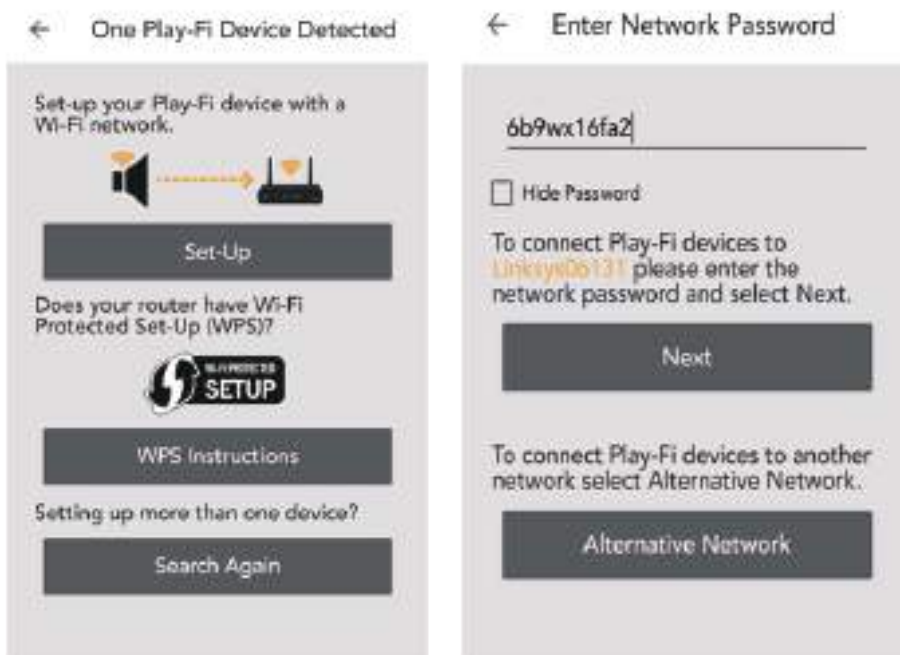 One Play-Fi Device Detected
Set-up your Play-Fi device with a
Wi-Fi network.
Set-Up
Does your router have Wi-Fi
Protected Set-Up (WPS)?
WI-FI PROTECTED
SETUP
WPS Instructions
Setting up more than one device?
Search Again
Enter Network Password
6b9wx16fa2
Hide Password
To connect Play-Fi devices to
Linksys06131 please enter the
network password and select Next.
Next
To connect Play-Fi devices to another
network select Alternative Network.
Alternative Network